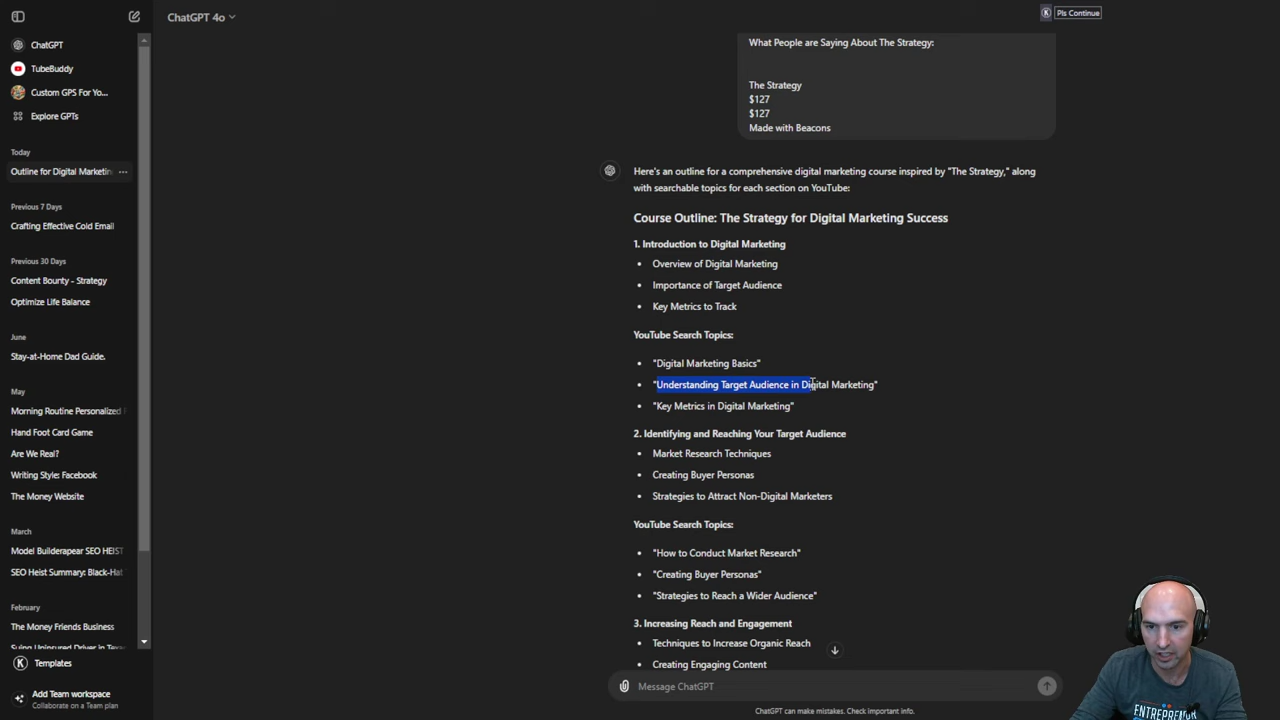 ChatGPT 4o
Pls Continue
ChatGPT
TubeBuddy
Custom GPS For Yo...
Explore GPTs
Today
Outline for Digital Marketin
Previous 7 Days
Crafting Effective Cold Email
Previous 30 Days
Content Bounty - Strategy
Optimize Life Balance
June
Stay-at-Home Dad Guide.
May
Morning Routine Personalized
Hand Foot Card Game
Are We Real?
Writing Style: Facebook
The Money Website
March
Model Builderapear SEO HEIST
SEO Heist Summary: Black-Hat
February
The Money Friends Business
Suing Uninsured Driver in Texa
K
Templates
Add Team workspace
Collaborate on a Team plan
What People are Saying About The Strategy:
The Strategy
$127
$127
Made with Beacons
Here's an outline for a comprehensive digital marketing course inspired by "The Strategy," along
with searchable topics for each section on YouTube:
Course Outline: The Strategy for Digital Marketing Success
1. Introduction to Digital Marketing
• Overview of Digital Marketing
• Importance of Target Audience
• Key Metrics to Track
YouTube Search Topics:
• "Digital Marketing Basics"
• "Understanding Target Audience in Digital Marketing"
• "Key Metrics in Digital Marketing"
2. Identifying and Reaching Your Target Audience
• Market Research Techniques
• Creating Buyer Personas
• Strategies to Attract Non-Digital Marketers
YouTube Search Topics:
• "How to Conduct Market Research"
• "Creating Buyer Personas"
• "Strategies to Reach a Wider Audience"
3. Increasing Reach and Engagement
• Techniques to Increase Organic Reach
• Creating Engaging Content
Message ChatGPT
ChatGPT can make mistakes. Check important info.
ENTREPRENEUR